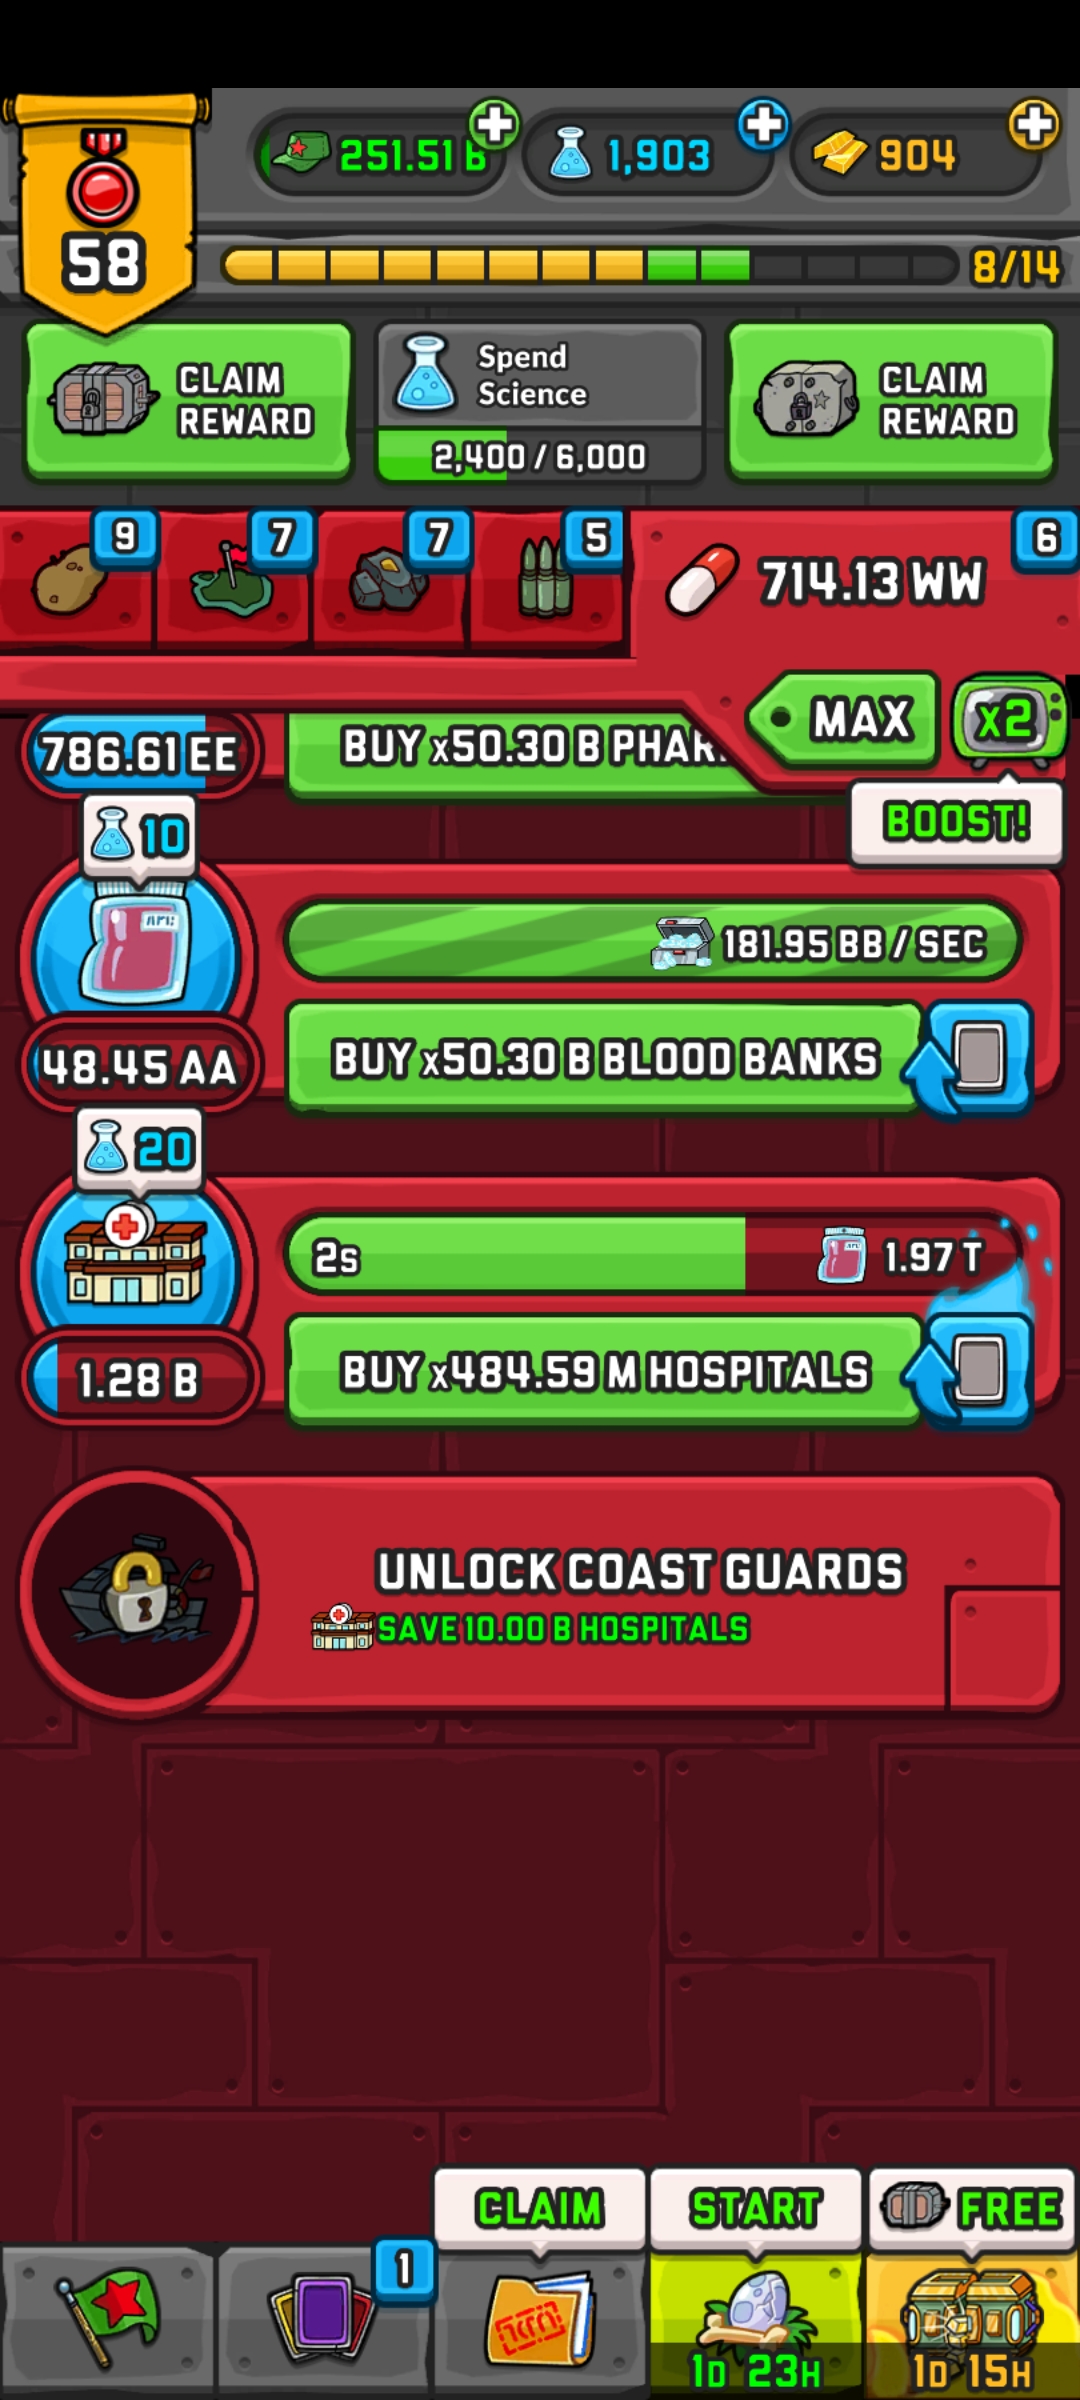 58
251.51 B
1,903
904
8/14
CLAIM
REWARD
Spend
Science
2,400 / 6,000
CLAIM
REWARD
9
7
7
5
6
714.13 WW
MAX
x2
BOOST!
786.61 EE
BUY x50.30 B PHAR
10
181.95 BB / SEC
48.45 AA
BUY x50.30 B BLOOD BANKS
20
2s
1.97 T
1.28 B
BUY x484.59 M HOSPITALS
UNLOCK COAST GUARDS
SAVE 10.00 B HOSPITALS
CLAIM
START
FREE
1
1D 23H
1D 15H